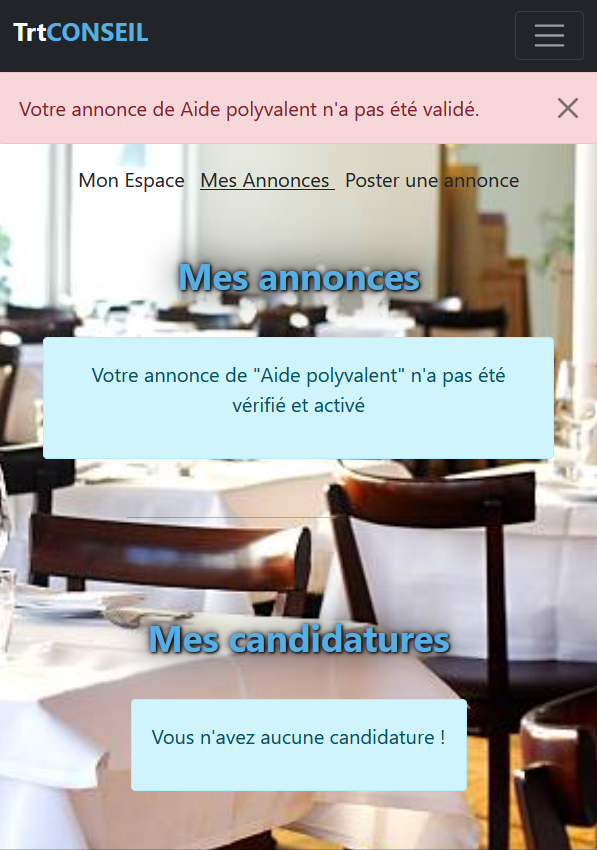 TrtCONSEIL
Votre annonce de Aide polyvalent n'a pas été validé.
Mon Espace Mes Annonces Poster une annonce
Mes annonces
Votre annonce de "Aide polyvalent" n'a pas été
vérifié et activé
Mes candidatures
Vous n'avez aucune candidature !